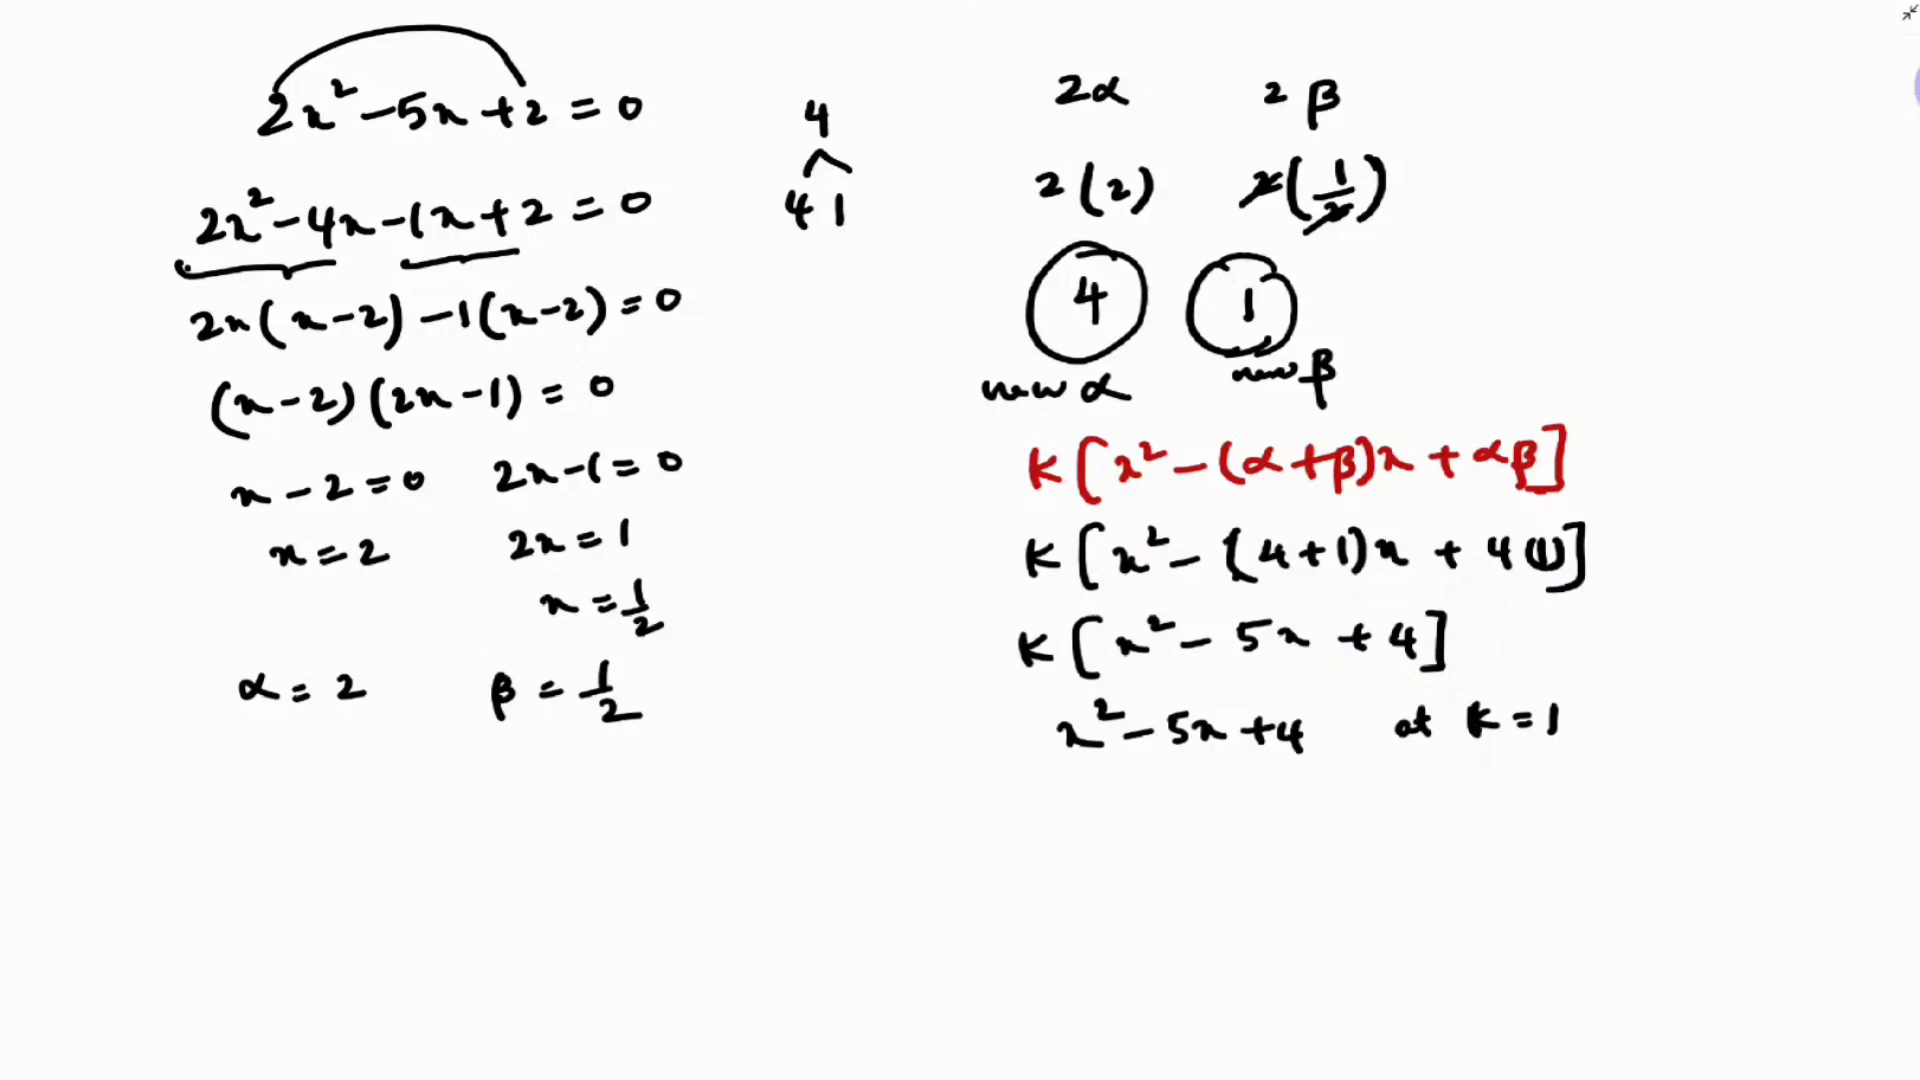 2x² - 5x + 2 = 0
2x² - 4x - 1x + 2 = 0
2x(x - 2) - 1(x - 2) = 0
(x - 2)(2x - 1) = 0
x - 2 = 0 2x - 1 = 0
x = 2 2x = 1
x = 1/2
α = 2 β = 1/2
4
4 1
2α 2β
2(2) 2(1/2)
4 1
new α new β
K[x² - (α + β)x + αβ]
K[x² - (4 + 1)x + 4(1)]
K[x² - 5x + 4]
x² - 5x + 4 at K = 1